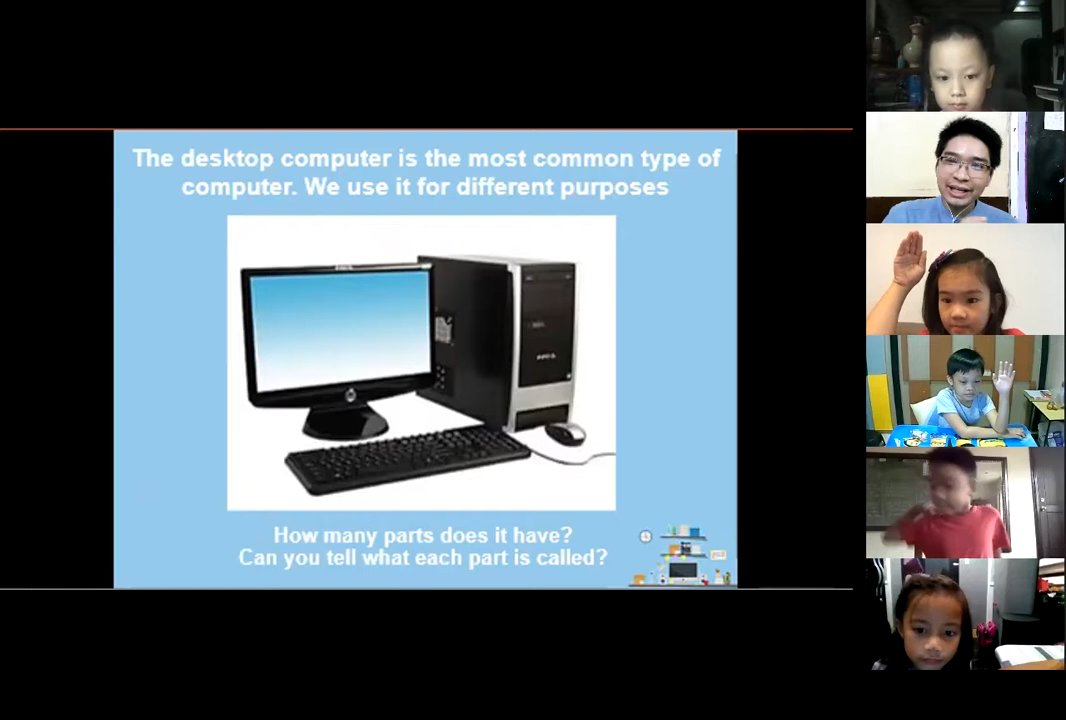 The desktop computer is the most common type of
computer. We use it for different purposes
How many parts does it have?
Can you tell what each part is called?